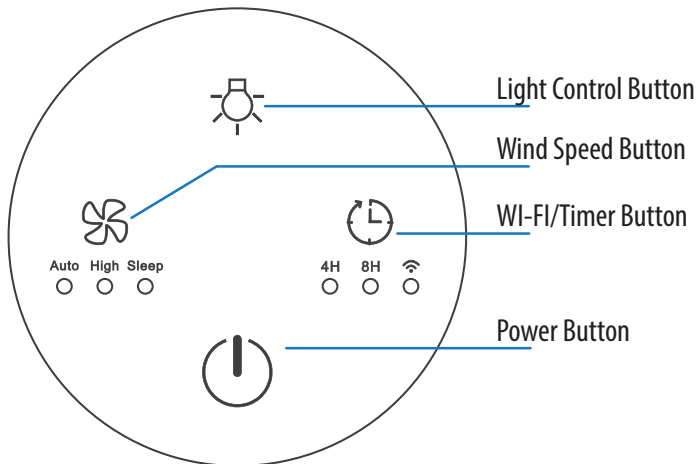 Light Control Button
Wind Speed Button
WI-FI/Timer Button
Auto High Sleep
4H 8H
Power Button